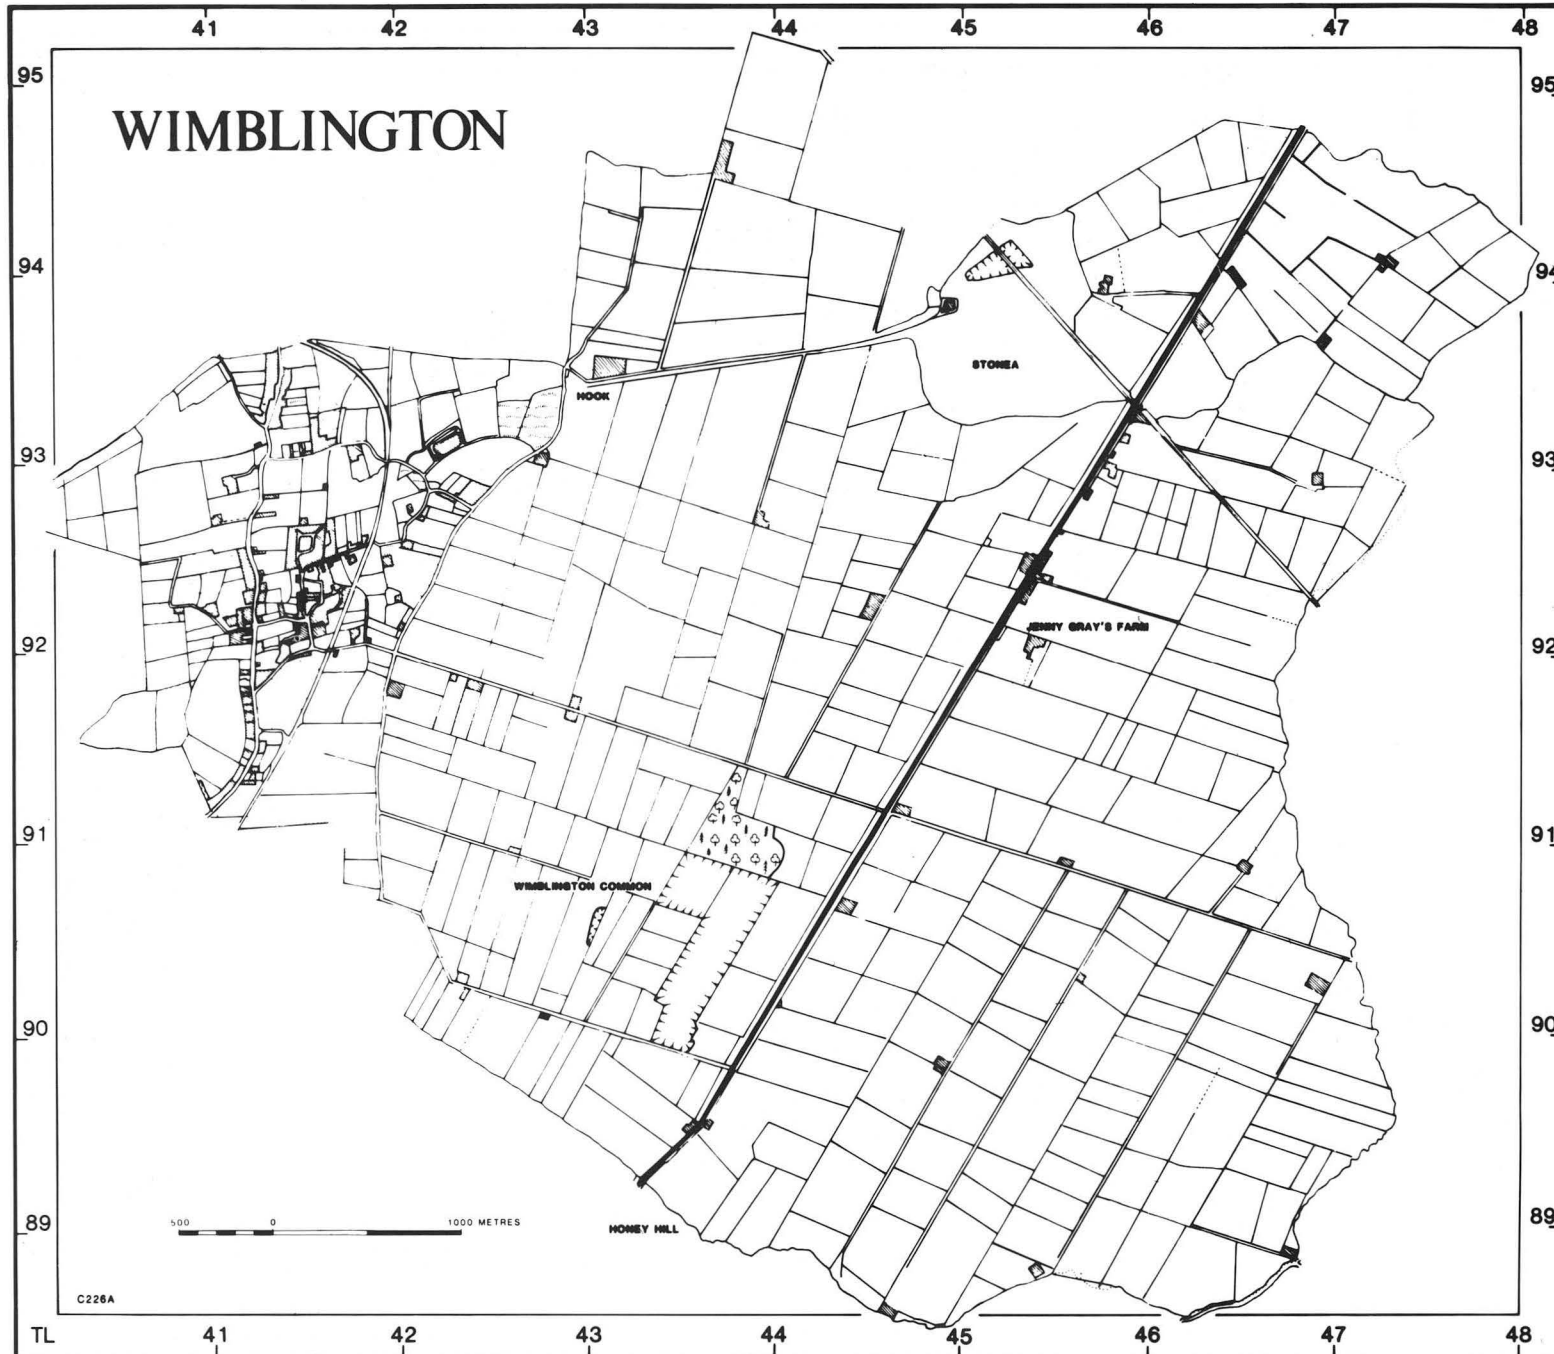 41 42 43 44 45 46 47 48
95 95
WIMBLINGTON
94 94
STONEA
HOOK
93 93
JENNY GRAY'S FARM
92 92
91 91
WIMBLINGTON COMMON
90 90
500 0 1000 METRES
HONEY HILL
89 89
C226A
TL 41 42 43 44 45 46 47 48